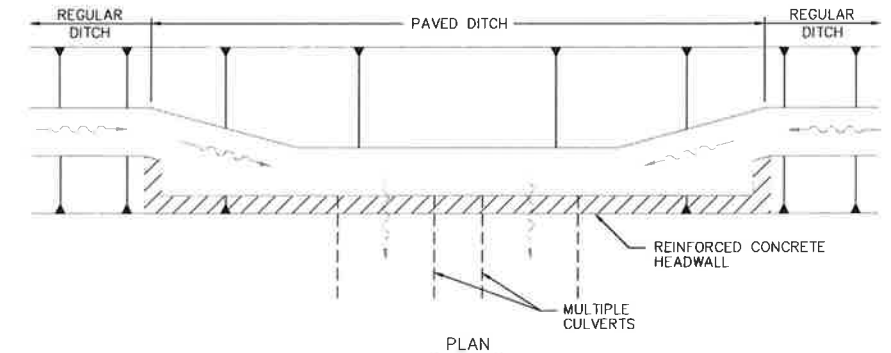 REGULAR
DITCH
PAVED DITCH
REGULAR
DITCH
REINFORCED CONCRETE
HEADWALL
MULTIPLE
CULVERTS
PLAN